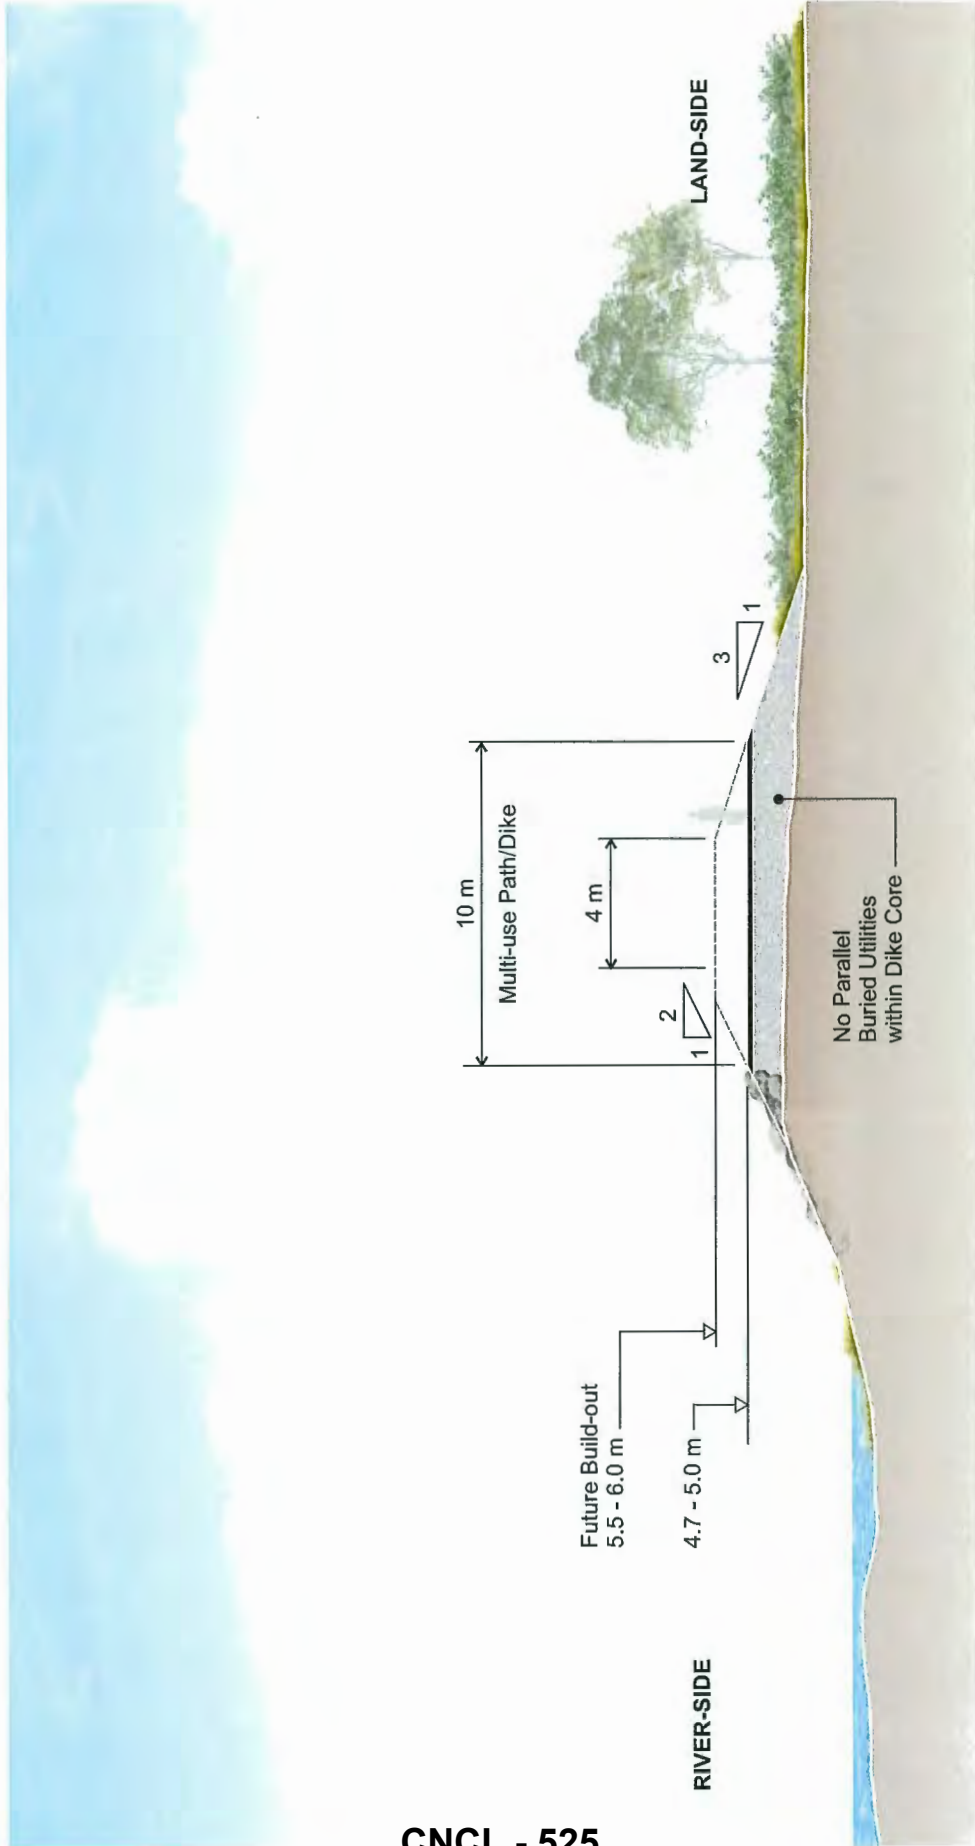 10 m
Multi-use Path/Dike
4 m
2
1
3
1
LAND-SIDE
Future Build-out
5.5 - 6.0 m
4.7 - 5.0 m
RIVER-SIDE
No Parallel
Buried Utilities
within Dike Core
CNCL - 525